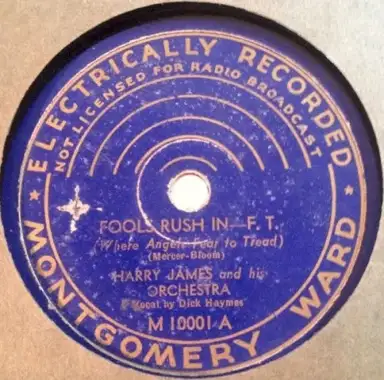 ELECTRICALLY RECORDED
NOT LICENSED FOR RADIO BROADCAST
FOOLS RUSH IN—F. T.
(Where Angels Fear to Tread)
(Mercer-Bloom)
HARRY JAMES and his
ORCHESTRA
Vocal by Dick Haymes
M 10001 A
★ MONTGOMERY WARD ★